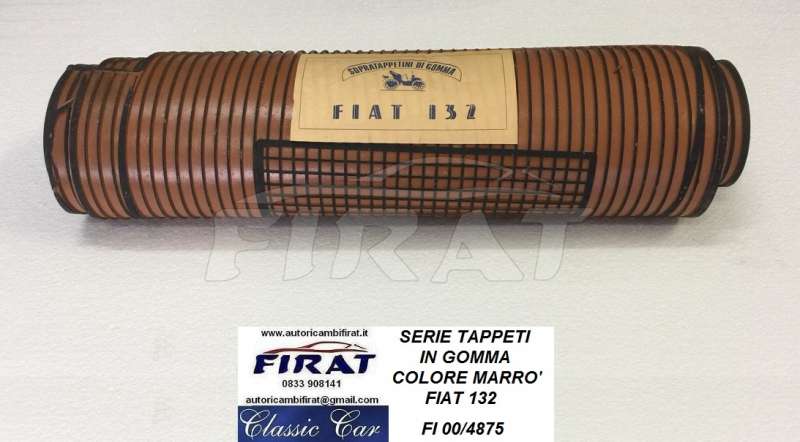 SOPRATAPPETINI DI GOMMA
FIAT 132
FIRAT
www.autoricambifirat.it
FIRAT
0833 908141
autoricambifirat@gmail.com
Classic Car
SERIE TAPPETI
IN GOMMA
COLORE MARRO'
FIAT 132
FI 00/4875